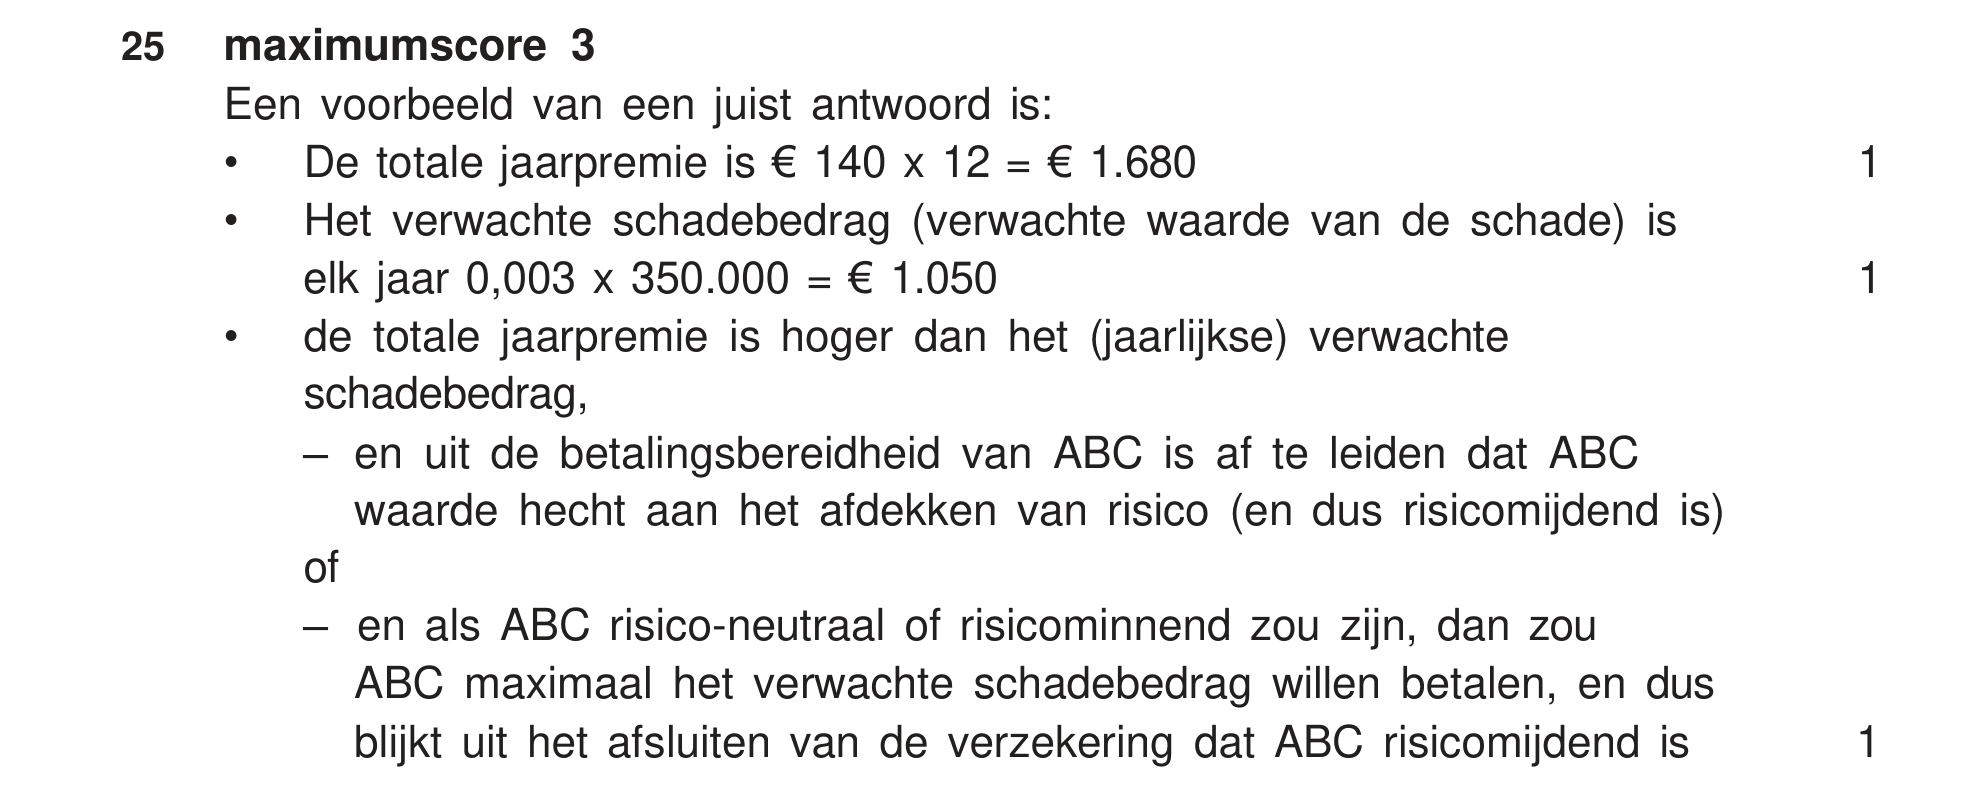 25 maximumscore 3
Een voorbeeld van een juist antwoord is:
• De totale jaarpremie is € 140 x 12 = € 1.680 1
• Het verwachte schadebedrag (verwachte waarde van de schade) is
elk jaar 0,003 x 350.000 = € 1.050 1
• de totale jaarpremie is hoger dan het (jaarlijkse) verwachte
schadebedrag,
– en uit de betalingsbereidheid van ABC is af te leiden dat ABC
waarde hecht aan het afdekken van risico (en dus risicomijdend is)
of
– en als ABC risico-neutraal of risicominnend zou zijn, dan zou
ABC maximaal het verwachte schadebedrag willen betalen, en dus
blijkt uit het afsluiten van de verzekering dat ABC risicomijdend is 1